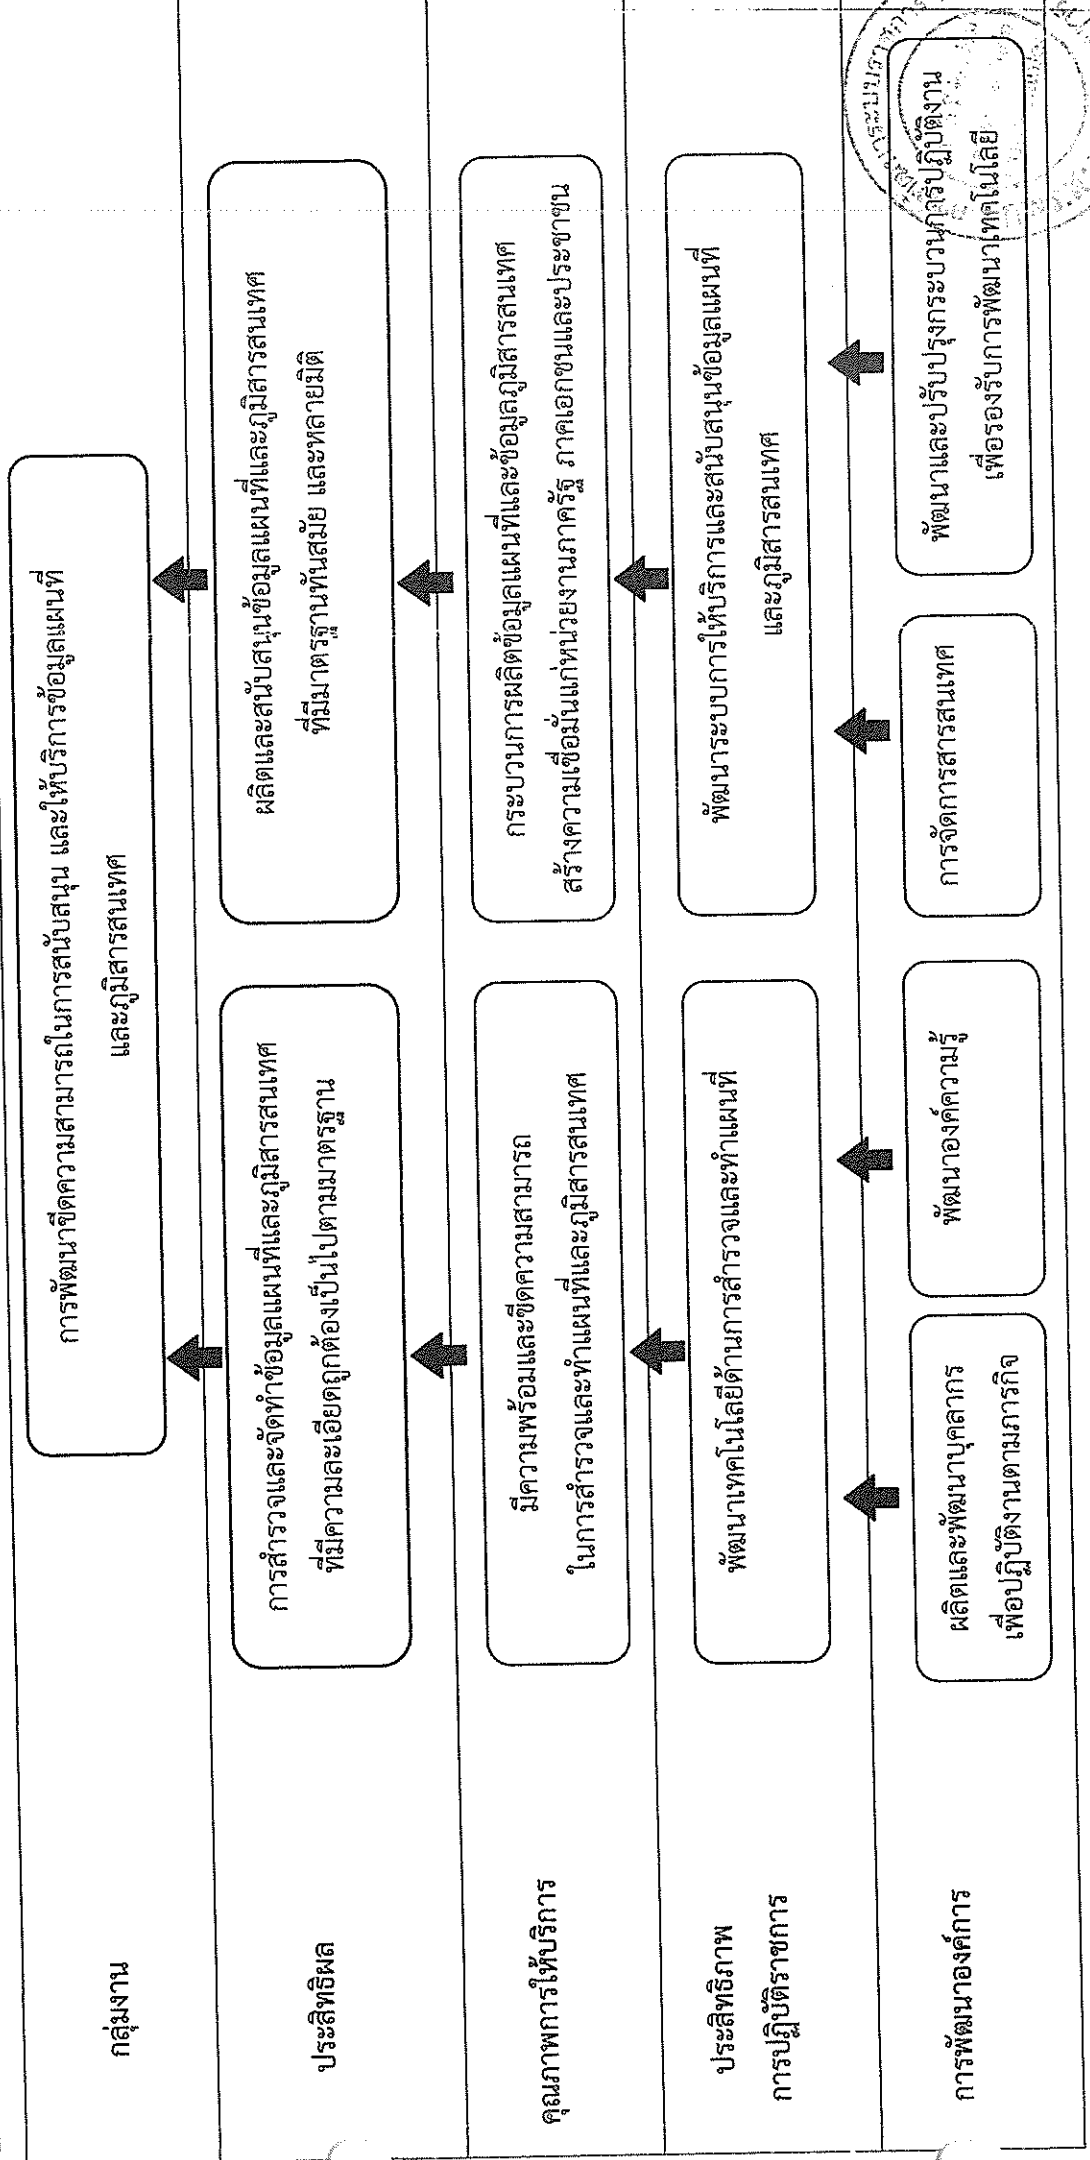 กลุ่มงาน
การพัฒนาขีดความสามารถในการสนับสนุน และให้บริการข้อมูลแผนที่
และภูมิสารสนเทศ
ประสิทธิผล
การสำรวจและจัดทำข้อมูลแผนที่และภูมิสารสนเทศ
ที่มีความละเอียดถูกต้องเป็นไปตามมาตรฐาน
ผลิตและสนับสนุนข้อมูลแผนที่และภูมิสารสนเทศ
ที่มีมาตรฐานทันสมัย และหลายมิติ
คุณภาพการให้บริการ
มีความพร้อมและขีดความสามารถ
ในการสำรวจและทำแผนที่และภูมิสารสนเทศ
กระบวนการผลิตข้อมูลแผนที่และข้อมูลภูมิสารสนเทศ
สร้างความเชื่อมั่นแก่หน่วยงานภาครัฐ ภาคเอกชนและประชาชน
ประสิทธิภาพ
การปฏิบัติราชการ
พัฒนาเทคโนโลยีด้านการสำรวจและทำแผนที่
พัฒนาระบบการให้บริการและสนับสนุนข้อมูลแผนที่
และภูมิสารสนเทศ
การพัฒนาองค์การ
ผลิตและพัฒนาบุคลากร
เพื่อปฏิบัติงานตามภารกิจ
พัฒนาองค์ความรู้
การจัดการสารสนเทศ
พัฒนาและปรับปรุงกระบวนการปฏิบัติงาน
เพื่อรองรับการพัฒนาเทคโนโลยี